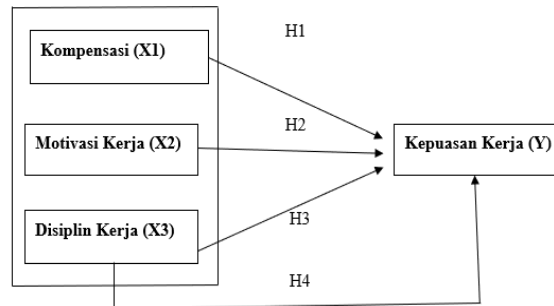 H1
Kompensasi (X1)
H2
Motivasi Kerja (X2)
Kepuasan Kerja (Y)
Disiplin Kerja (X3)
H3
H4